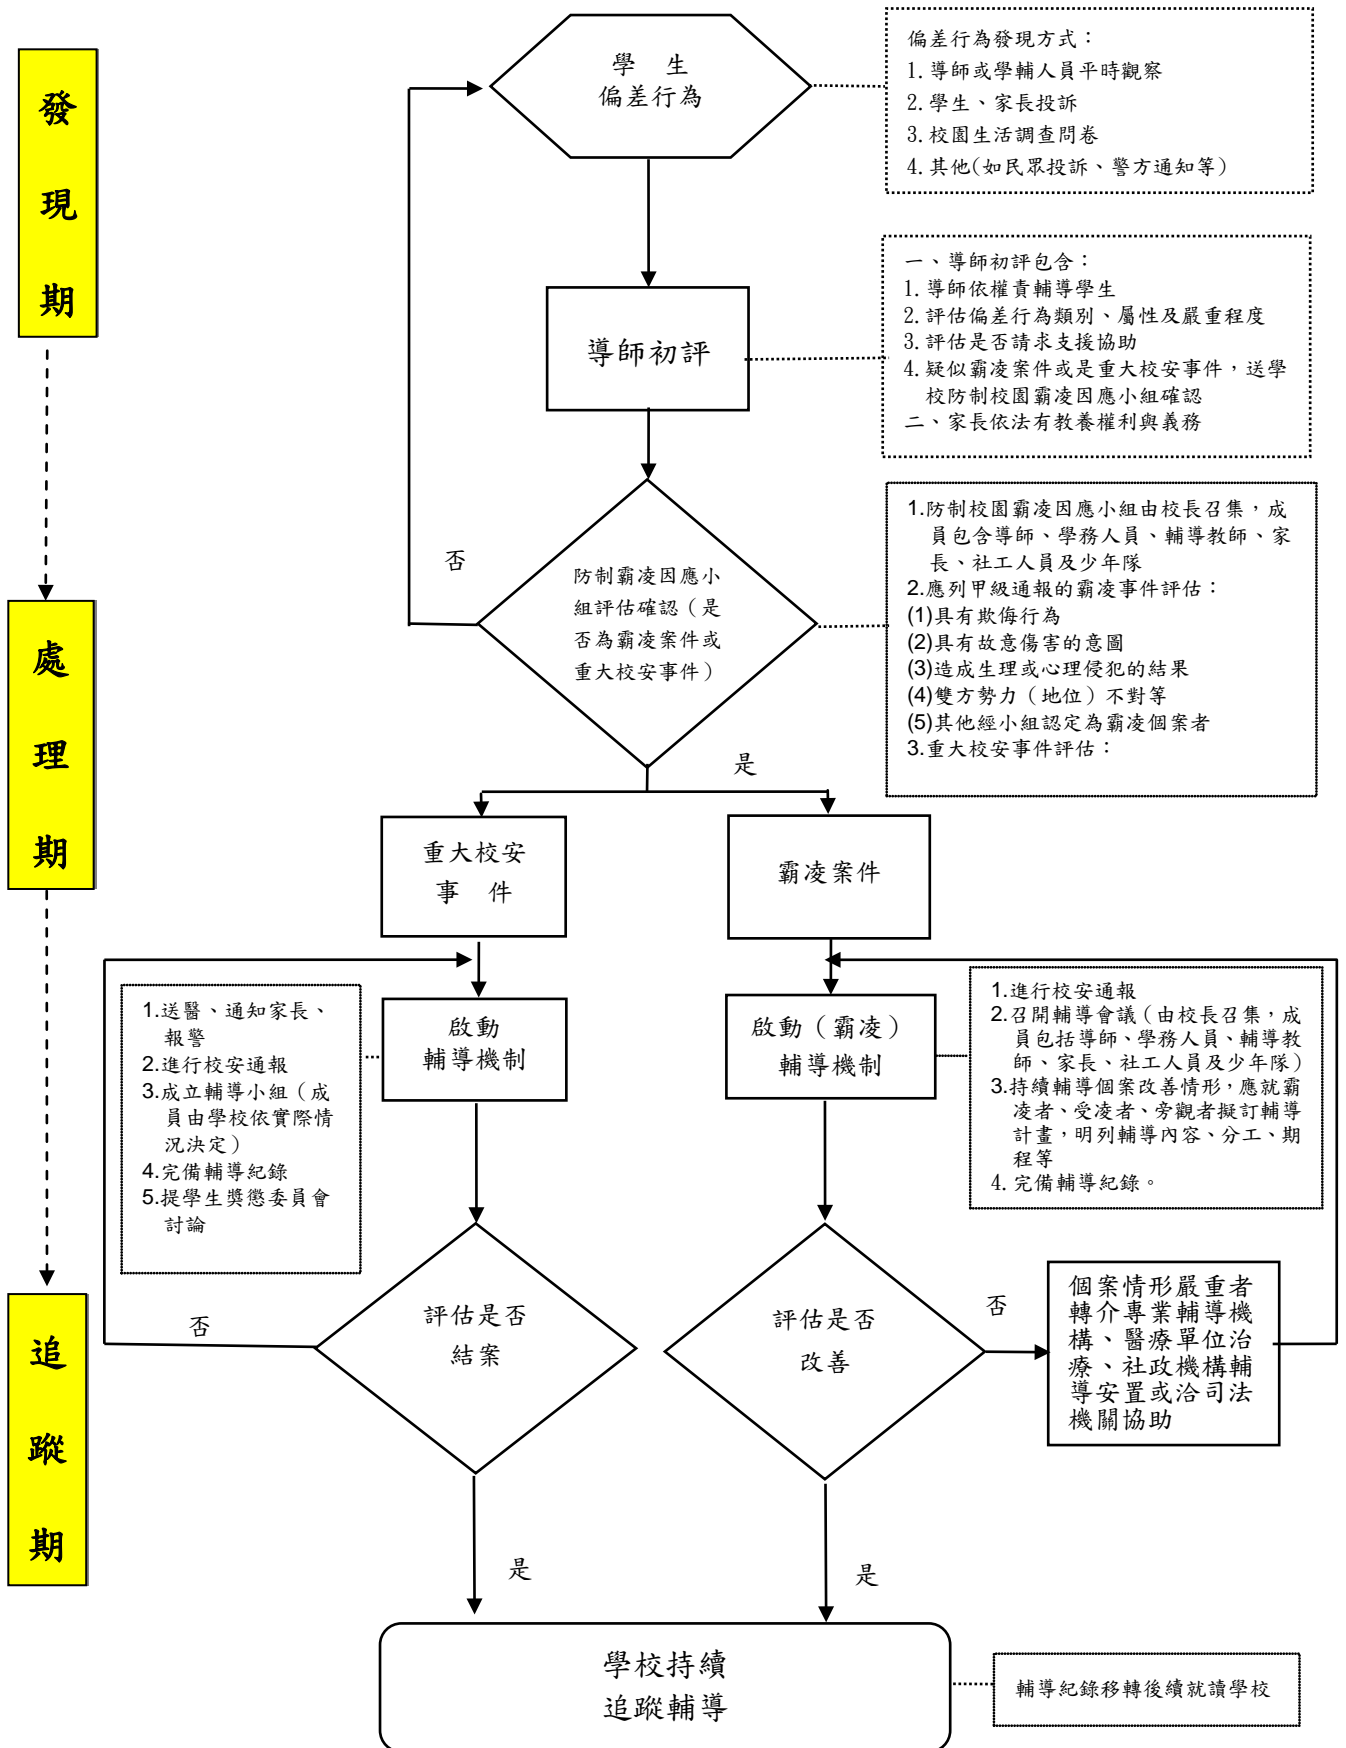 發
現
期
處
理
期
追
蹤
期
學 生
偏差行為
偏差行為發現方式：
1.導師或學輔人員平時觀察
2.學生、家長投訴
3.校園生活調查問卷
4.其他(如民眾投訴、警方通知等)
導師初評
一、導師初評包含：
1.導師依權責輔導學生
2.評估偏差行為類別、屬性及嚴重程度
3.評估是否請求支援協助
4.疑似霸凌案件或是重大校安事件，送學
校防制校園霸凌因應小組確認
二、家長依法有教養權利與義務
否
防制霸凌因應小
組評估確認（是
否為霸凌案件或
重大校安事件）
1.防制校園霸凌因應小組由校長召集，成
員包含導師、學務人員、輔導教師、家
長、社工人員及少年隊
2.應列甲級通報的霸凌事件評估：
(1)具有欺侮行為
(2)具有故意傷害的意圖
(3)造成生理或心理侵犯的結果
(4)雙方勢力（地位）不對等
(5)其他經小組認定為霸凌個案者
3.重大校安事件評估：
是
重大校安
事 件
霸凌案件
1.送醫、通知家長、
報警
2.進行校安通報
3.成立輔導小組（成
員由學校依實際情
況決定）
4.完備輔導紀錄
5.提學生獎懲委員會
討論
啟動
輔導機制
啟動（霸凌）
輔導機制
1.進行校安通報
2.召開輔導會議（由校長召集，成
員包括導師、學務人員、輔導教
師、家長、社工人員及少年隊）
3.持續輔導個案改善情形，應就霸
凌者、受凌者、旁觀者擬訂輔導
計畫，明列輔導內容、分工、期
程等
4.完備輔導紀錄。
否
評估是否
結案
評估是否
改善
否
個案情形嚴重者
轉介專業輔導機
構、醫療單位治
療、社政機構輔
導安置或洽司法
機關協助
是
是
學校持續
追蹤輔導
輔導紀錄移轉後續就讀學校